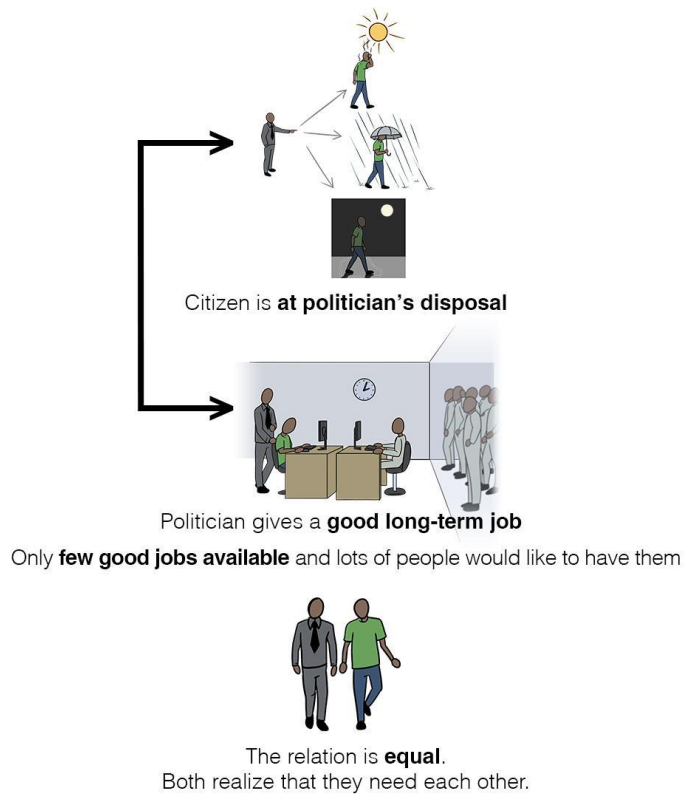 Citizen is at politician's disposal
Politician gives a good long-term job
Only few good jobs available and lots of people would like to have them
The relation is equal.
Both realize that they need each other.